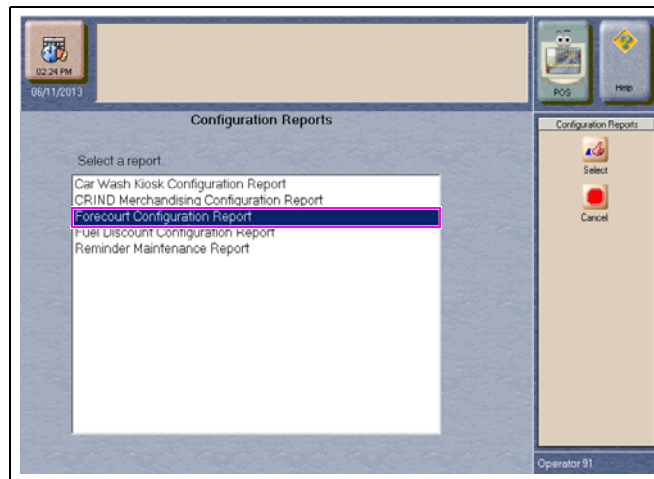 02:24 PM
06/11/2013
POS
Help
Configuration Reports
Select a report.
Car Wash Kiosk Configuration Report
CRIND Merchandising Configuration Report
Forecourt Configuration Report
Fuel Discount Configuration Report
Reminder Maintenance Report
Configuration Reports
Select
Cancel
Operator 91